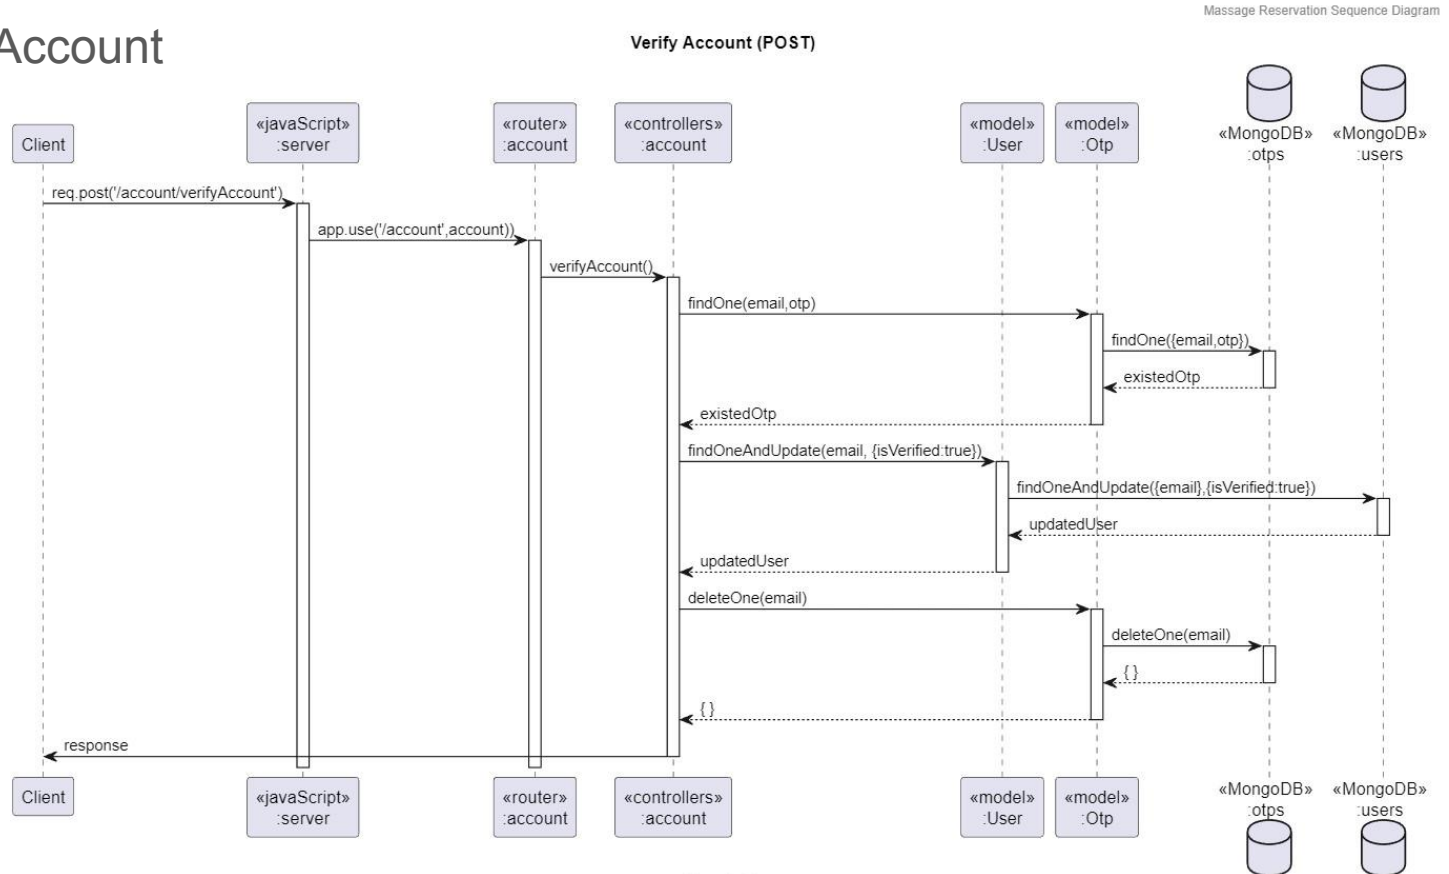 Massage Reservation Sequence Diagram
Account
Verify Account (POST)
Client
«javaScript»
:server
«router»
:account
«controllers»
:account
«model»
:User
«model»
:Otp
«MongoDB»
:otps
«MongoDB»
:users
req.post('/account/verifyAccount')
app.use('/account',account))
verifyAccount()
findOne(email,otp)
findOne({email,otp})
existedOtp
existedOtp
findOneAndUpdate(email, {isVerified:true})
findOneAndUpdate({email},{isVerified:true})
updatedUser
updatedUser
deleteOne(email)
deleteOne(email)
{ }
{ }
response
Client
«javaScript»
:server
«router»
:account
«controllers»
:account
«model»
:User
«model»
:Otp
«MongoDB»
:otps
«MongoDB»
:users